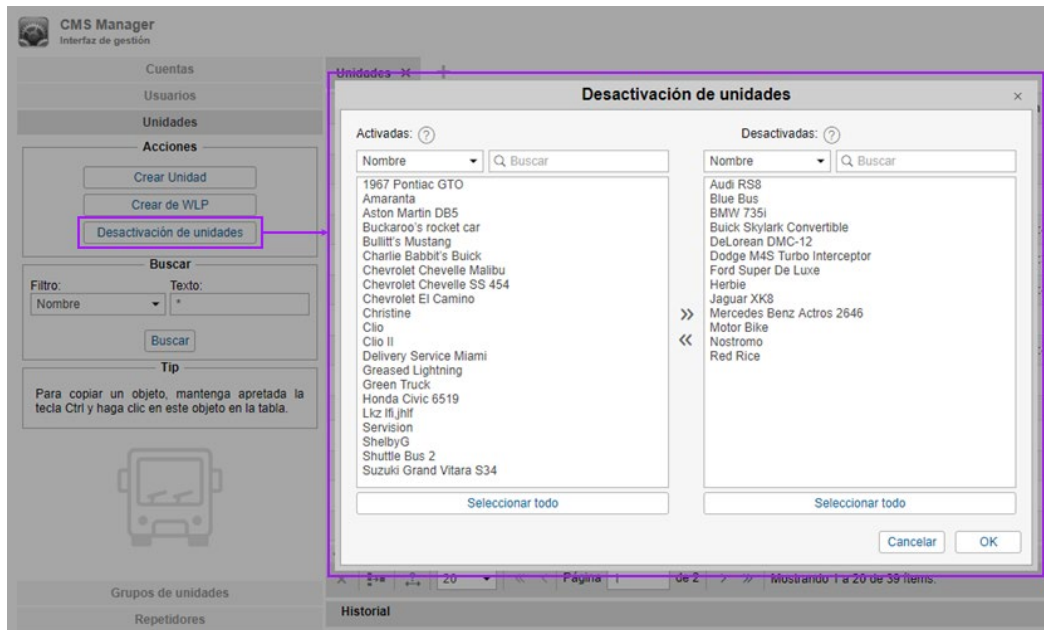 CMS Manager
Interfaz de gestión
Cuentas
Usuarios
Unidades
Acciones
Crear Unidad
Crear de WLP
Desactivación de unidades
Buscar
Filtro: Texto:
Nombre *
Buscar
Tip
Para copiar un objeto, mantenga apretada la
tecla Ctrl y haga clic en este objeto en la tabla.
Grupos de unidades
Repetidores
Unidades × +
Desactivación de unidades ×
Activadas: ?
Nombre Buscar
1967 Pontiac GTO
Amaranta
Aston Martin DB5
Buckaroo's rocket car
Bullitt's Mustang
Charlie Babbit's Buick
Chevrolet Chevelle Malibu
Chevrolet Chevelle SS 454
Chevrolet El Camino
Christine
Clio
Clio II
Delivery Service Miami
Greased Lightning
Green Truck
Honda Civic 6519
Lkz lfi,jhlf
Servision
ShelbyG
Shuttle Bus 2
Suzuki Grand Vitara S34
Seleccionar todo
»
«
Desactivadas: ?
Nombre Buscar
Audi RS8
Blue Bus
BMW 735i
Buick Skylark Convertible
DeLorean DMC-12
Dodge M4S Turbo Interceptor
Ford Super De Luxe
Herbie
Jaguar XK8
Mercedes Benz Actros 2646
Motor Bike
Nostromo
Red Rice
Seleccionar todo
Cancelar OK
20 « < Página 1 de 2 > » Mostrando 1 a 20 de 39 ítems.
Historial